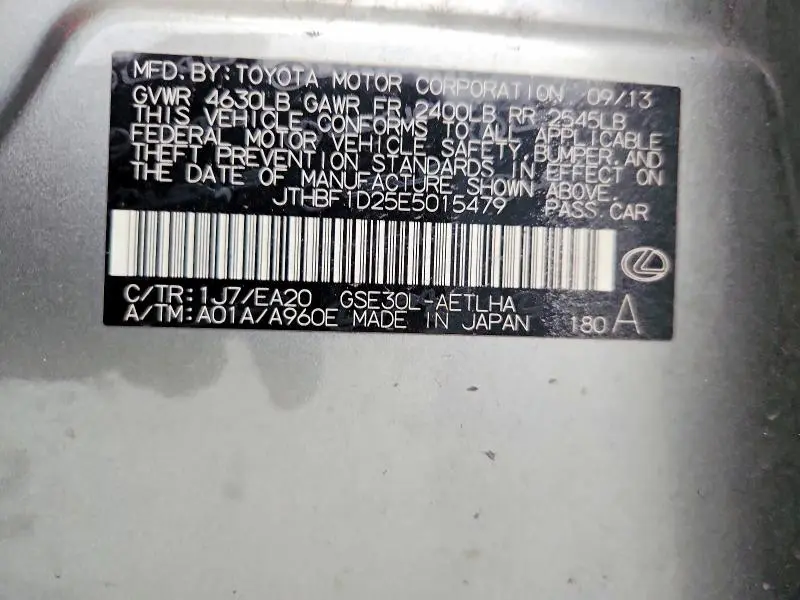 MFD. BY: TOYOTA MOTOR CORPORATION 09/13
GVWR 4630LB GAWR FR 2400LB RR 2545LB
THIS VEHICLE CONFORMS TO ALL APPLICABLE
FEDERAL MOTOR VEHICLE SAFETY, BUMPER, AND
THEFT PREVENTION STANDARDS IN EFFECT ON
THE DATE OF MANUFACTURE SHOWN ABOVE.
JTHBF1D25E5015479 PASS. CAR
C/TR: 1J7/EA20 GSE30L-AETLHA
A/TM: A01A/A960E MADE IN JAPAN 180 A